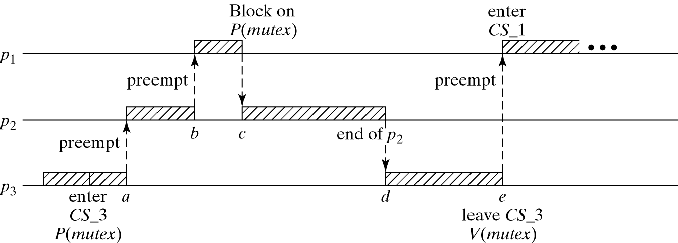 Block on
P(mutex)
enter
CS_1
p1
preempt
preempt
p2
b
c
end of p2
preempt
p3
enter
CS_3
P(mutex)
a
d
e
leave CS_3
V(mutex)